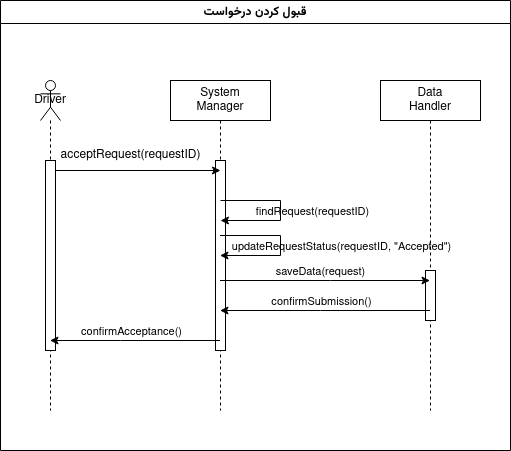 قبول کردن درخواست
Driver
System
Manager
Data
Handler
acceptRequest(requestID)
findRequest(requestID)
updateRequestStatus(requestID, "Accepted")
saveData(request)
confirmSubmission()
confirmAcceptance()